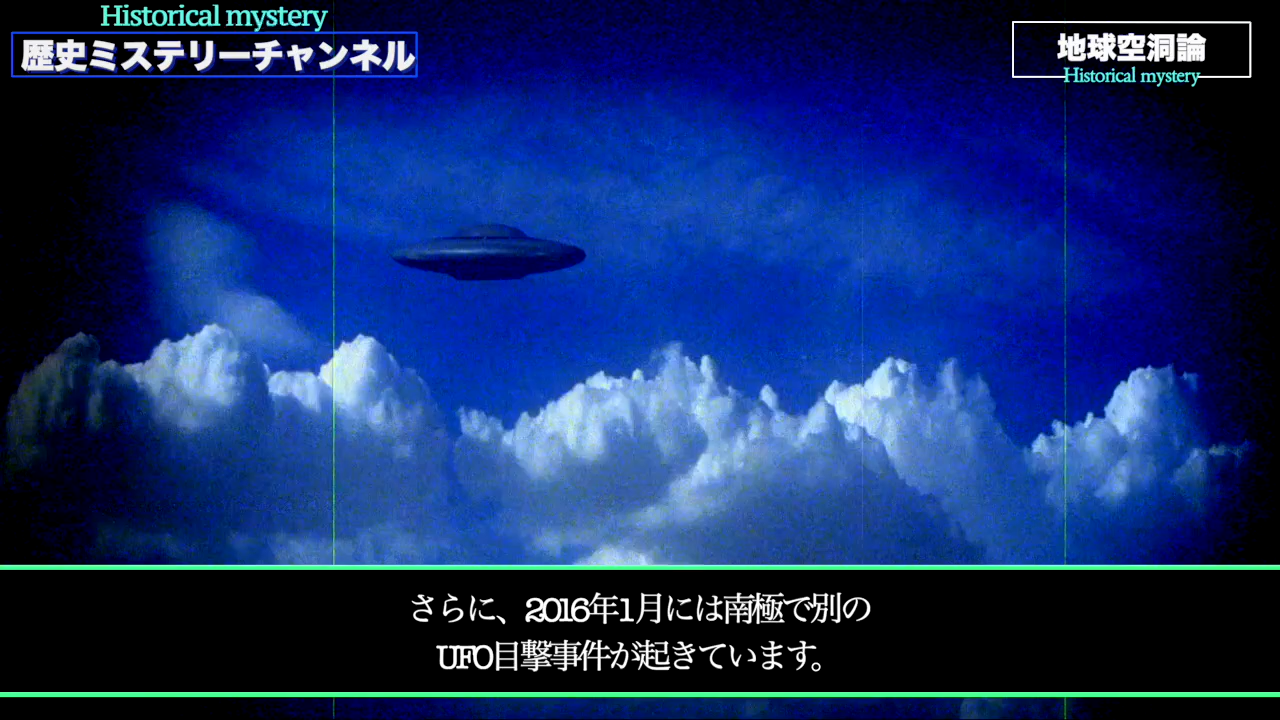 Historical mystery
歴史ミステリーチャンネル
地球空洞論
Historical mystery
さらに、2016年1月には南極で別の
UFO目撃事件が起きています。